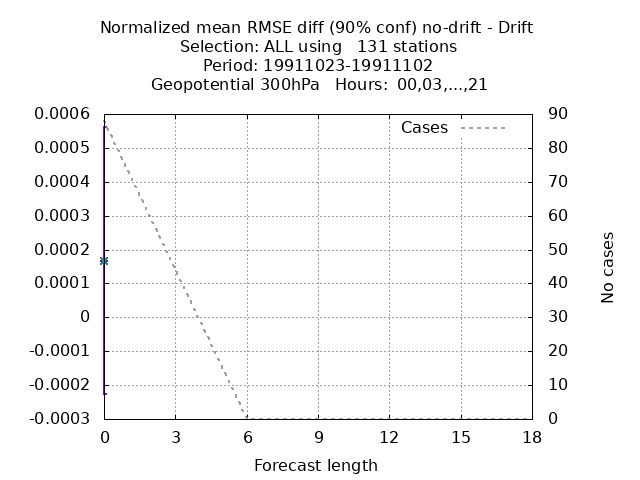 Normalized mean RMSE diff (90% conf) no-drift - Drift
Selection: ALL using   131 stations
Period: 19911023-19911102
Geopotential 300hPa   Hours:  00,03,...,21
Cases
0.0006
0.0005
0.0004
0.0003
0.0002
0.0001
0
-0.0001
-0.0002
-0.0003
90
80
70
60
50
40
30
20
10
0
No cases
0 3 6 9 12 15 18
Forecast length